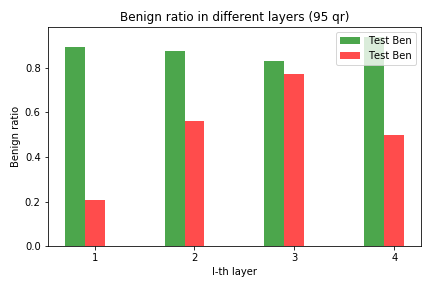 Benign ratio in different layers (95 qr)
Test Ben
Test Ben
0.8
0.6
0.4
0.2
0.0
Benign ratio
1 2 3 4
l-th layer